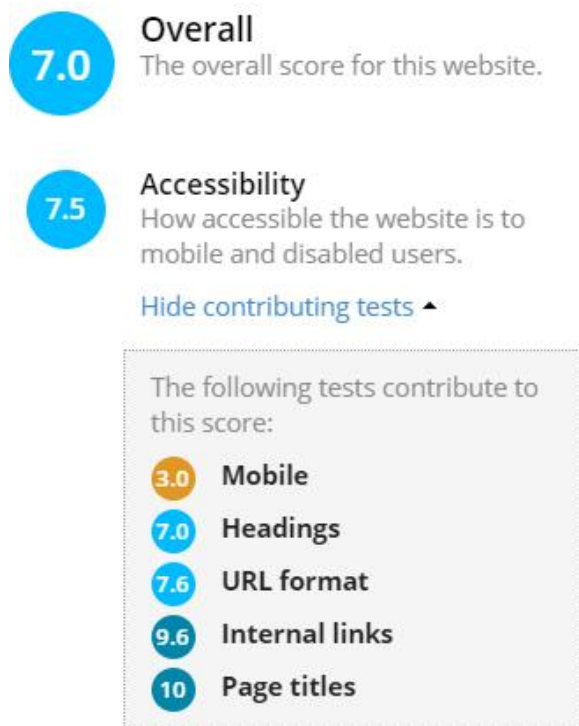 7.0
Overall
The overall score for this website.
7.5
Accessibility
How accessible the website is to
mobile and disabled users.
Hide contributing tests
The following tests contribute to
this score:
3.0 Mobile
7.0 Headings
7.6 URL format
9.6 Internal links
10 Page titles